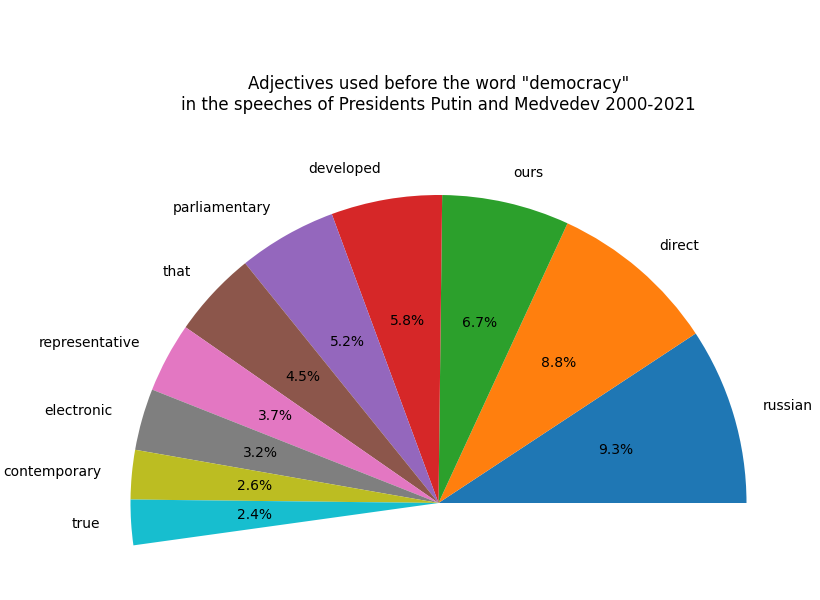 Adjectives used before the word "democracy"
in the speeches of Presidents Putin and Medvedev 2000-2021
developed
ours
parliamentary
direct
that
representative
electronic
russian
contemporary
true
5.8%
6.7%
5.2%
8.8%
4.5%
3.7%
9.3%
3.2%
2.6%
2.4%